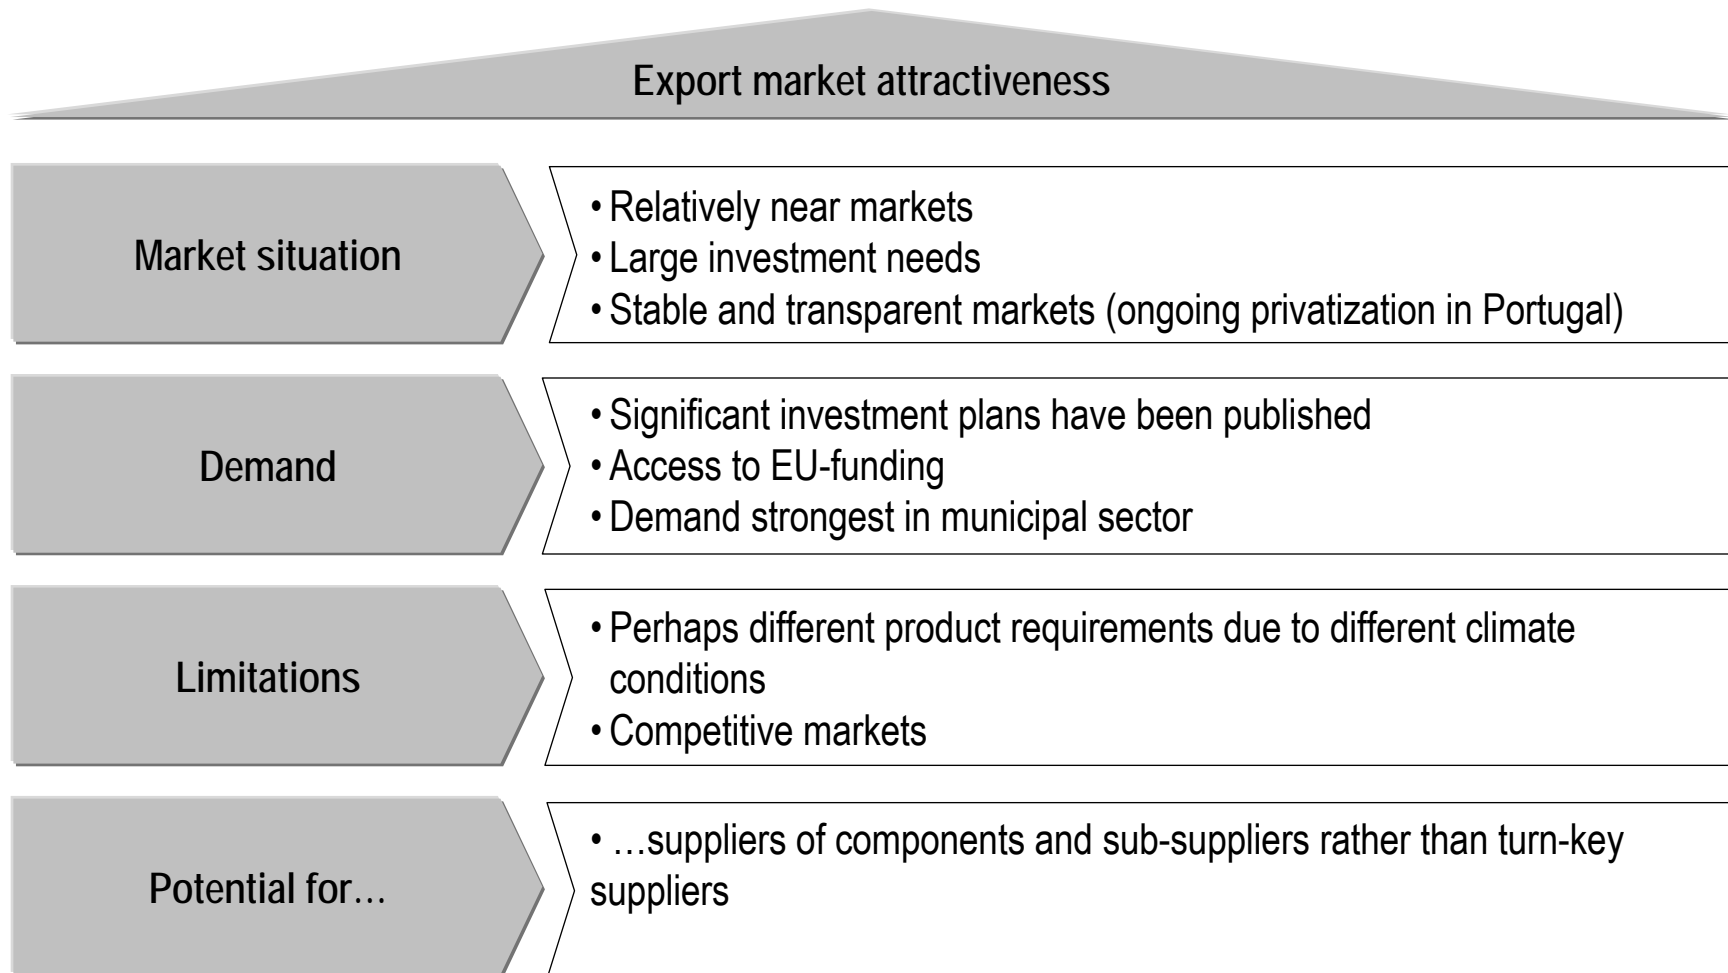 Export market attractiveness
Market situation
• Relatively near markets
• Large investment needs
• Stable and transparent markets (ongoing privatization in Portugal)
Demand
• Significant investment plans have been published
• Access to EU-funding
• Demand strongest in municipal sector
Limitations
• Perhaps different product requirements due to different climate
conditions
• Competitive markets
Potential for…
• …suppliers of components and sub-suppliers rather than turn-key
suppliers